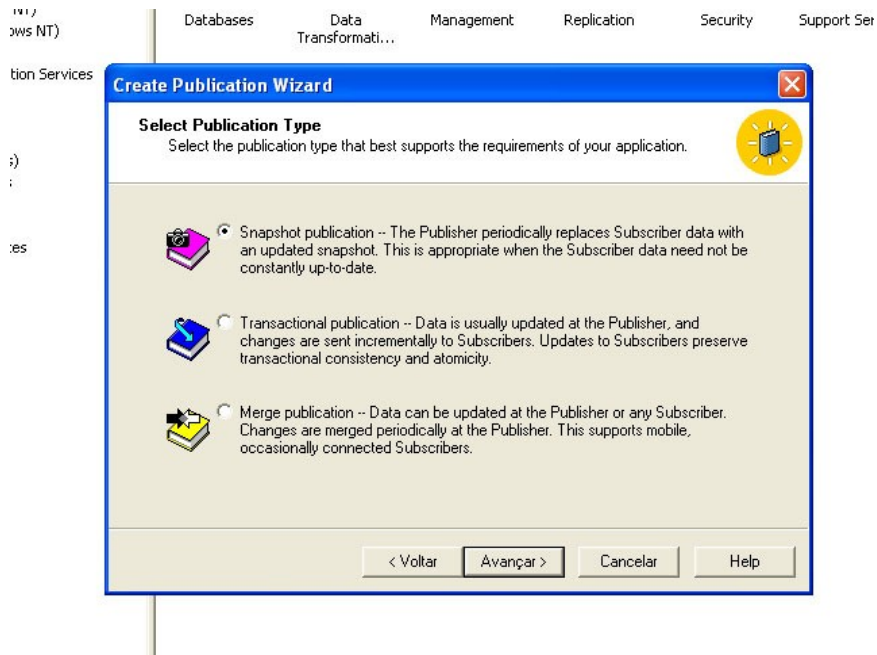 ows NT)
Databases
Data
Transformati...
Management
Replication
Security
Support Ser
tion Services
s)
ces
Create Publication Wizard
Select Publication Type
Select the publication type that best supports the requirements of your application.
Snapshot publication -- The Publisher periodically replaces Subscriber data with
an updated snapshot. This is appropriate when the Subscriber data need not be
constantly up-to-date.
Transactional publication -- Data is usually updated at the Publisher, and
changes are sent incrementally to Subscribers. Updates to Subscribers preserve
transactional consistency and atomicity.
Merge publication -- Data can be updated at the Publisher or any Subscriber.
Changes are merged periodically at the Publisher. This supports mobile,
occasionally connected Subscribers.
< Voltar
Avançar >
Cancelar
Help